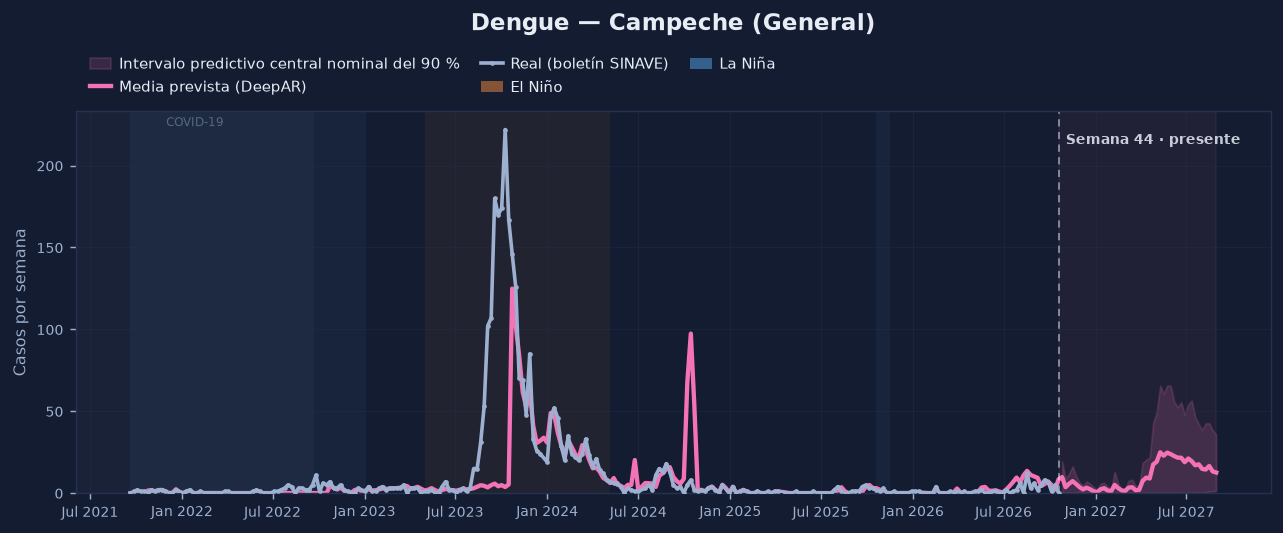 Dengue — Campeche (General)
Intervalo predictivo central nominal del 90 %
Media prevista (DeepAR)
Real (boletín SINAVE)
El Niño
La Niña
COVID-19
Semana 44 · presente
Casos por semana
200
150
100
50
0
Jul 2021
Jan 2022
Jul 2022
Jan 2023
Jul 2023
Jan 2024
Jul 2024
Jan 2025
Jul 2025
Jan 2026
Jul 2026
Jan 2027
Jul 2027